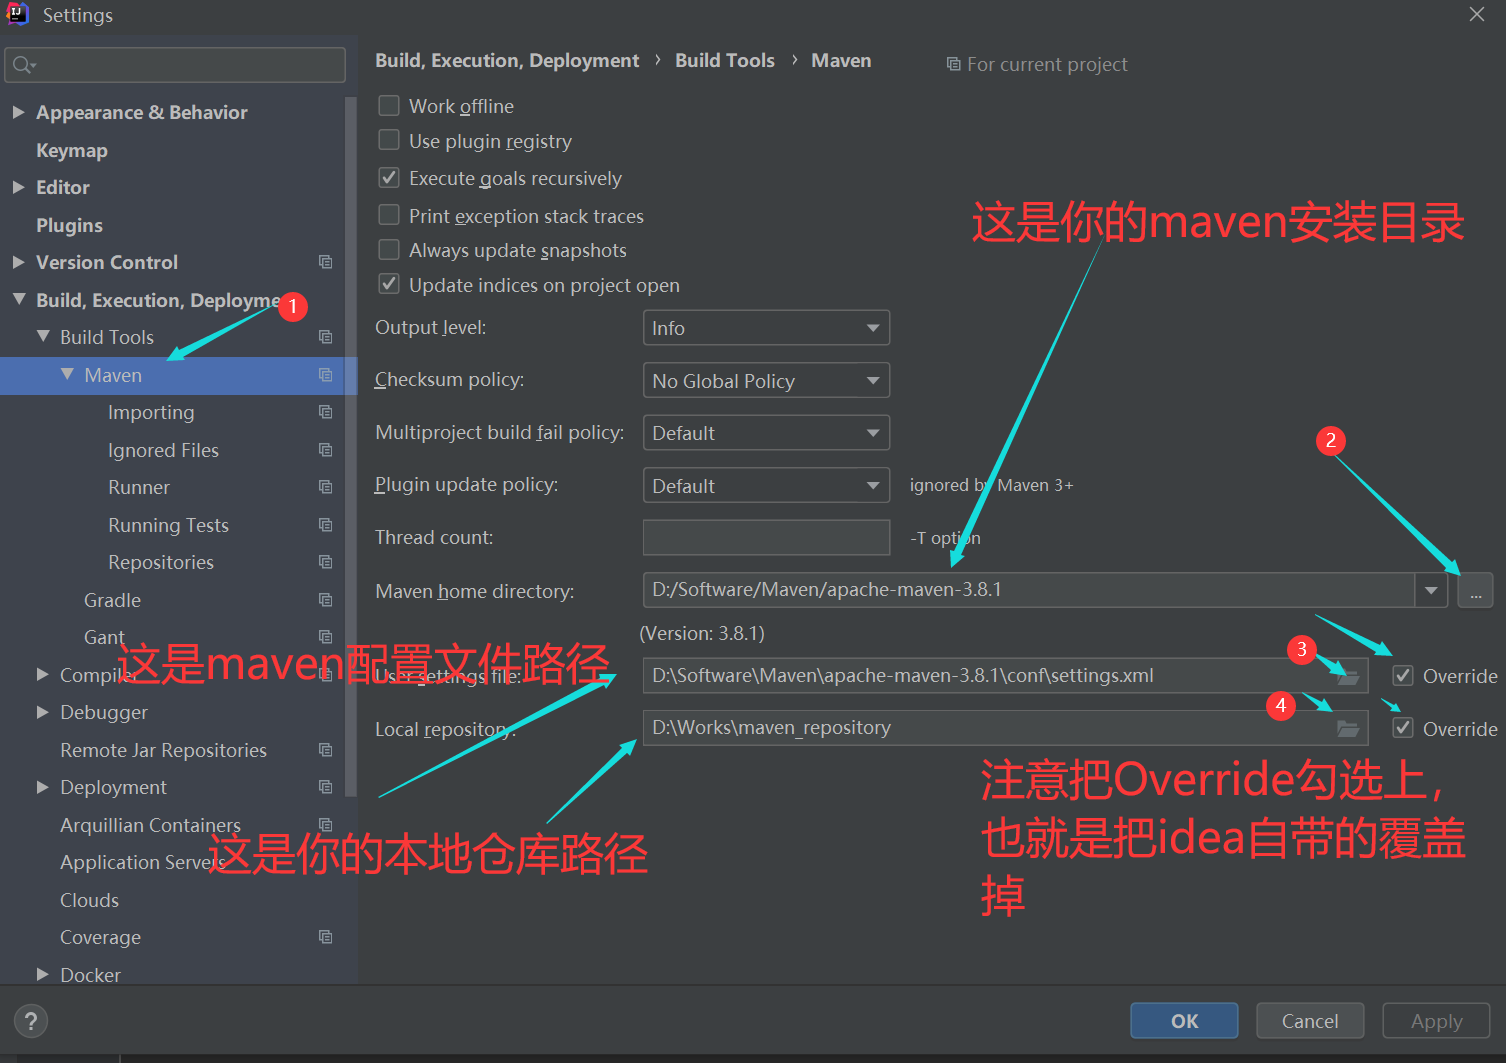 Settings
Build, Execution, Deployment › Build Tools › Maven For current project
Appearance & Behavior
Keymap
Editor
Plugins
Version Control
Build, Execution, Deployme
1
Build Tools
Maven
Importing
Ignored Files
Runner
Running Tests
Repositories
Gradle
Gant
Compiler
Debugger
Remote Jar Repositories
Deployment
Arquillian Containers
Application Servers
Clouds
Coverage
Docker
Work offline
Use plugin registry
Execute goals recursively
Print exception stack traces
Always update snapshots
Update indices on project open
这是你的maven安装目录
Output level: Info
Checksum policy: No Global Policy
Multiproject build fail policy: Default
2
Plugin update policy: Default ignored by Maven 3+
Thread count: -T option
Maven home directory: D:/Software/Maven/apache-maven-3.8.1 ...
(Version: 3.8.1)
这是maven配置文件路径
3
User settings file: D:\Software\Maven\apache-maven-3.8.1\conf\settings.xml Override
4
Local repository: D:\Works\maven_repository Override
注意把Override勾选上，
也就是把idea自带的覆盖
掉
这是你的本地仓库路径
? OK Cancel Apply